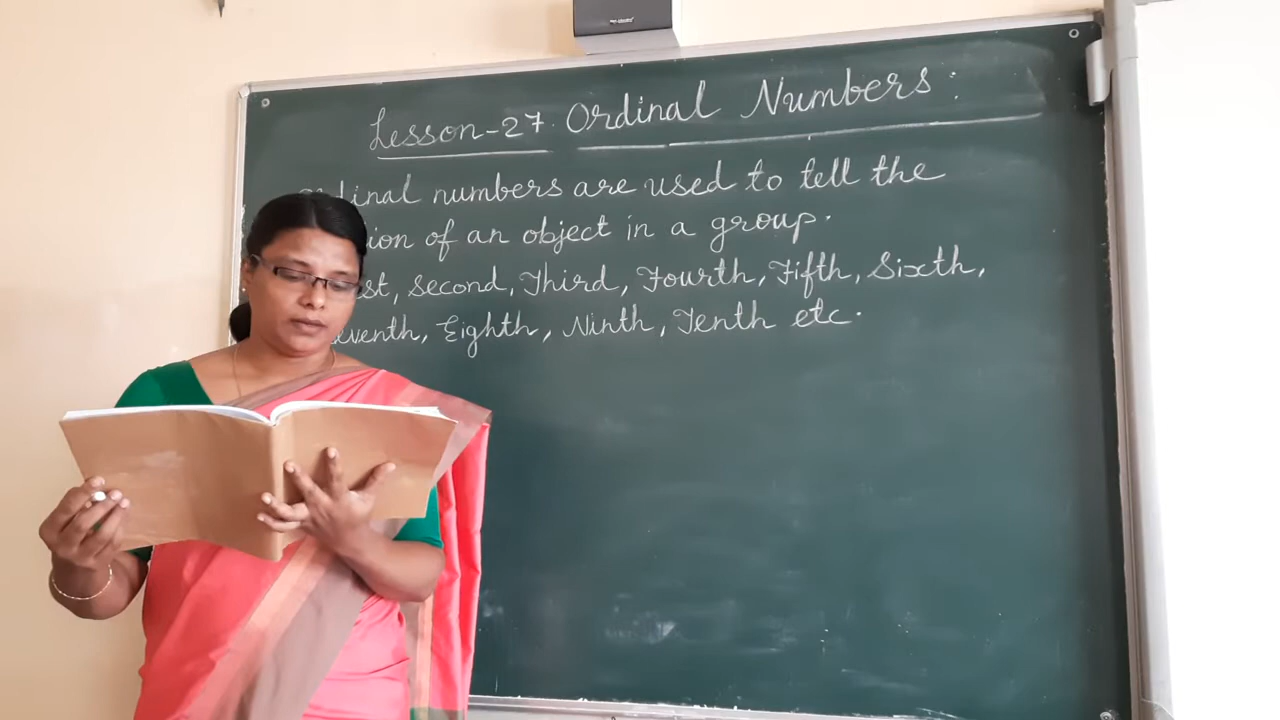 Lesson-27. Ordinal Numbers:
Ordinal numbers are used to tell the
of an object in a group.
Second, Third, Fourth, Fifth, Sixth,
Eighth, Ninth, Tenth etc.